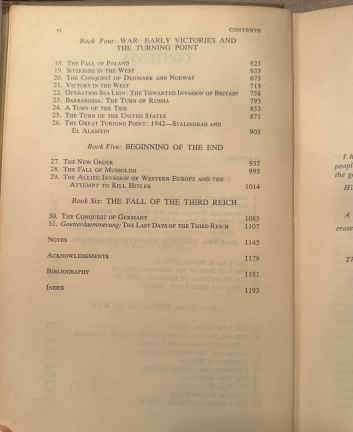 vi CONTENTS
Book Four: WAR: EARLY VICTORIES AND
THE TURNING POINT
18. THE FALL OF POLAND 625
19. SITZKRIEG IN THE WEST 633
20. THE CONQUEST OF DENMARK AND NORWAY 673
21. VICTORY IN THE WEST 713
22. OPERATION SEA LION: THE THWARTED INVASION OF BRITAIN 758
23. BARBAROSSA: THE TURN OF RUSSIA 793
24. A TURN OF THE TIDE 853
25. THE TURN OF THE UNITED STATES 871
26. THE GREAT TURNING POINT: 1942—STALINGRAD AND
EL ALAMEIN 903
Book Five: BEGINNING OF THE END
27. THE NEW ORDER 937
28. THE FALL OF MUSSOLINI 995
29. THE ALLIED INVASION OF WESTERN EUROPE AND THE
ATTEMPT TO KILL HITLER 1014
Book Six: THE FALL OF THE THIRD REICH
30. THE CONQUEST OF GERMANY 1085
31. Goetterdaemmerung: THE LAST DAYS OF THE THIRD REICH 1107
NOTES 1145
ACKNOWLEDGMENTS 1179
BIBLIOGRAPHY 1181
INDEX 1193